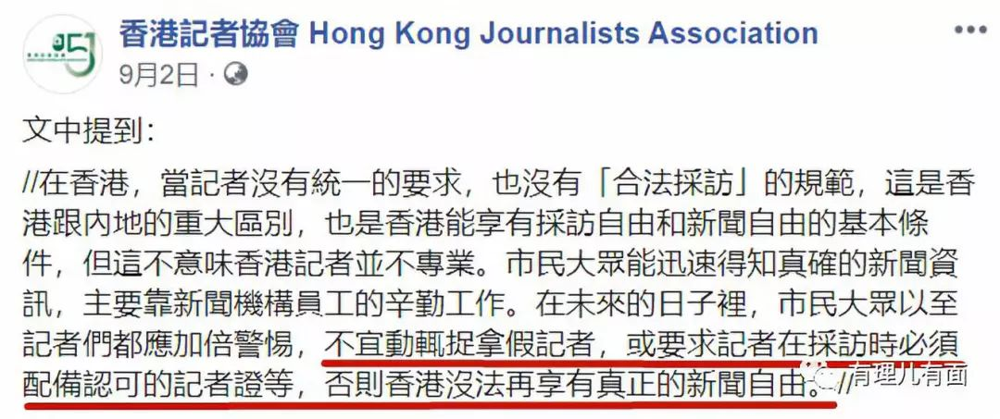 香港記者協會 Hong Kong Journalists Association
9月2日
文中提到：
//在香港，當記者沒有統一的要求，也沒有「合法採訪」的規範，這是香
港跟內地的重大區別，也是香港能享有採訪自由和新聞自由的基本條
件，但這不意味香港記者並不專業。市民大眾能迅速得知真確的新聞資
訊，主要靠新聞機構員工的辛勤工作。在未來的日子裡，市民大眾以至
記者們都應加倍警惕，不宜動輒捉拿假記者，或要求記者在採訪時必須
配備認可的記者證等，否則香港沒法再享有真正的新聞自由。//
有理儿有面